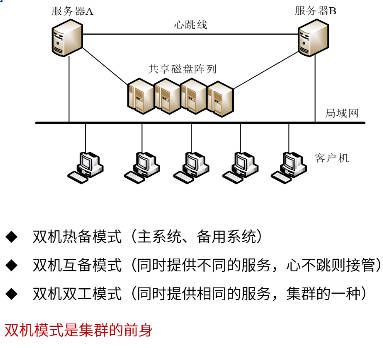 服务器A
服务器B
心跳线
共享磁盘阵列
局域网
客户机
◆ 双机热备模式（主系统、备用系统）
◆ 双机互备模式（同时提供不同的服务，心不跳则接管）
◆ 双机双工模式（同时提供相同的服务，集群的一种）
双机模式是集群的前身